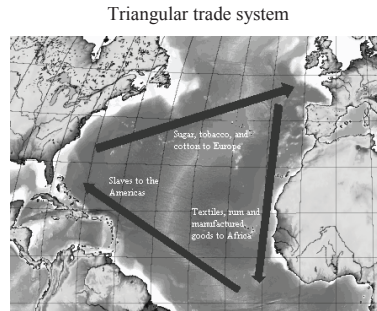 Triangular trade system
Sugar, tobacco, and
cotton to Europe
Slaves to the
Americas
Textiles, rum and
manufactured
goods to Africa